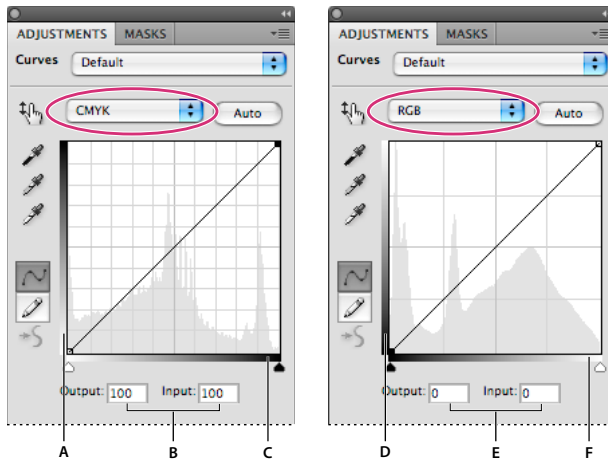 ADJUSTMENTS MASKS
Curves Default
CMYK Auto
Output: 100 Input: 100
A B C
ADJUSTMENTS MASKS
Curves Default
RGB Auto
Output: 0 Input: 0
D E F